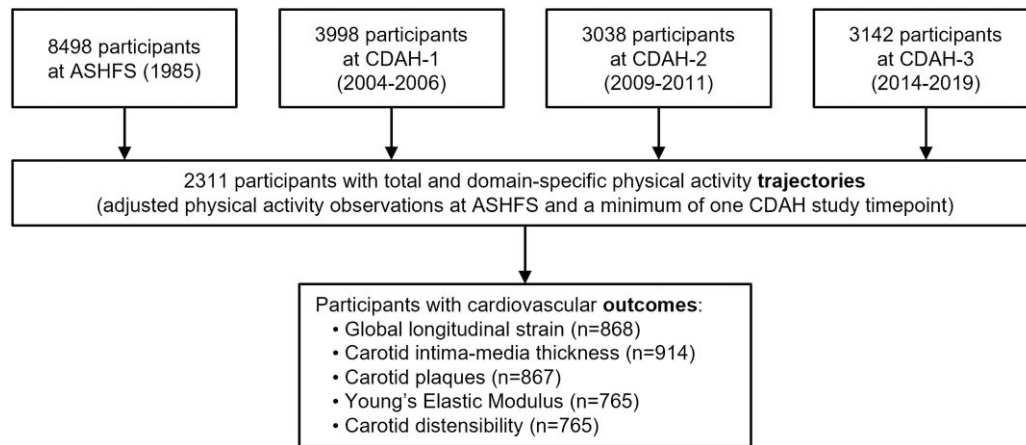 8498 participants
at ASHFS (1985)
3998 participants
at CDAH-1
(2004-2006)
3038 participants
at CDAH-2
(2009-2011)
3142 participants
at CDAH-3
(2014-2019)
2311 participants with total and domain-specific physical activity trajectories
(adjusted physical activity observations at ASHFS and a minimum of one CDAH study timepoint)
Participants with cardiovascular outcomes:
• Global longitudinal strain (n=868)
• Carotid intima-media thickness (n=914)
• Carotid plaques (n=867)
• Young's Elastic Modulus (n=765)
• Carotid distensibility (n=765)